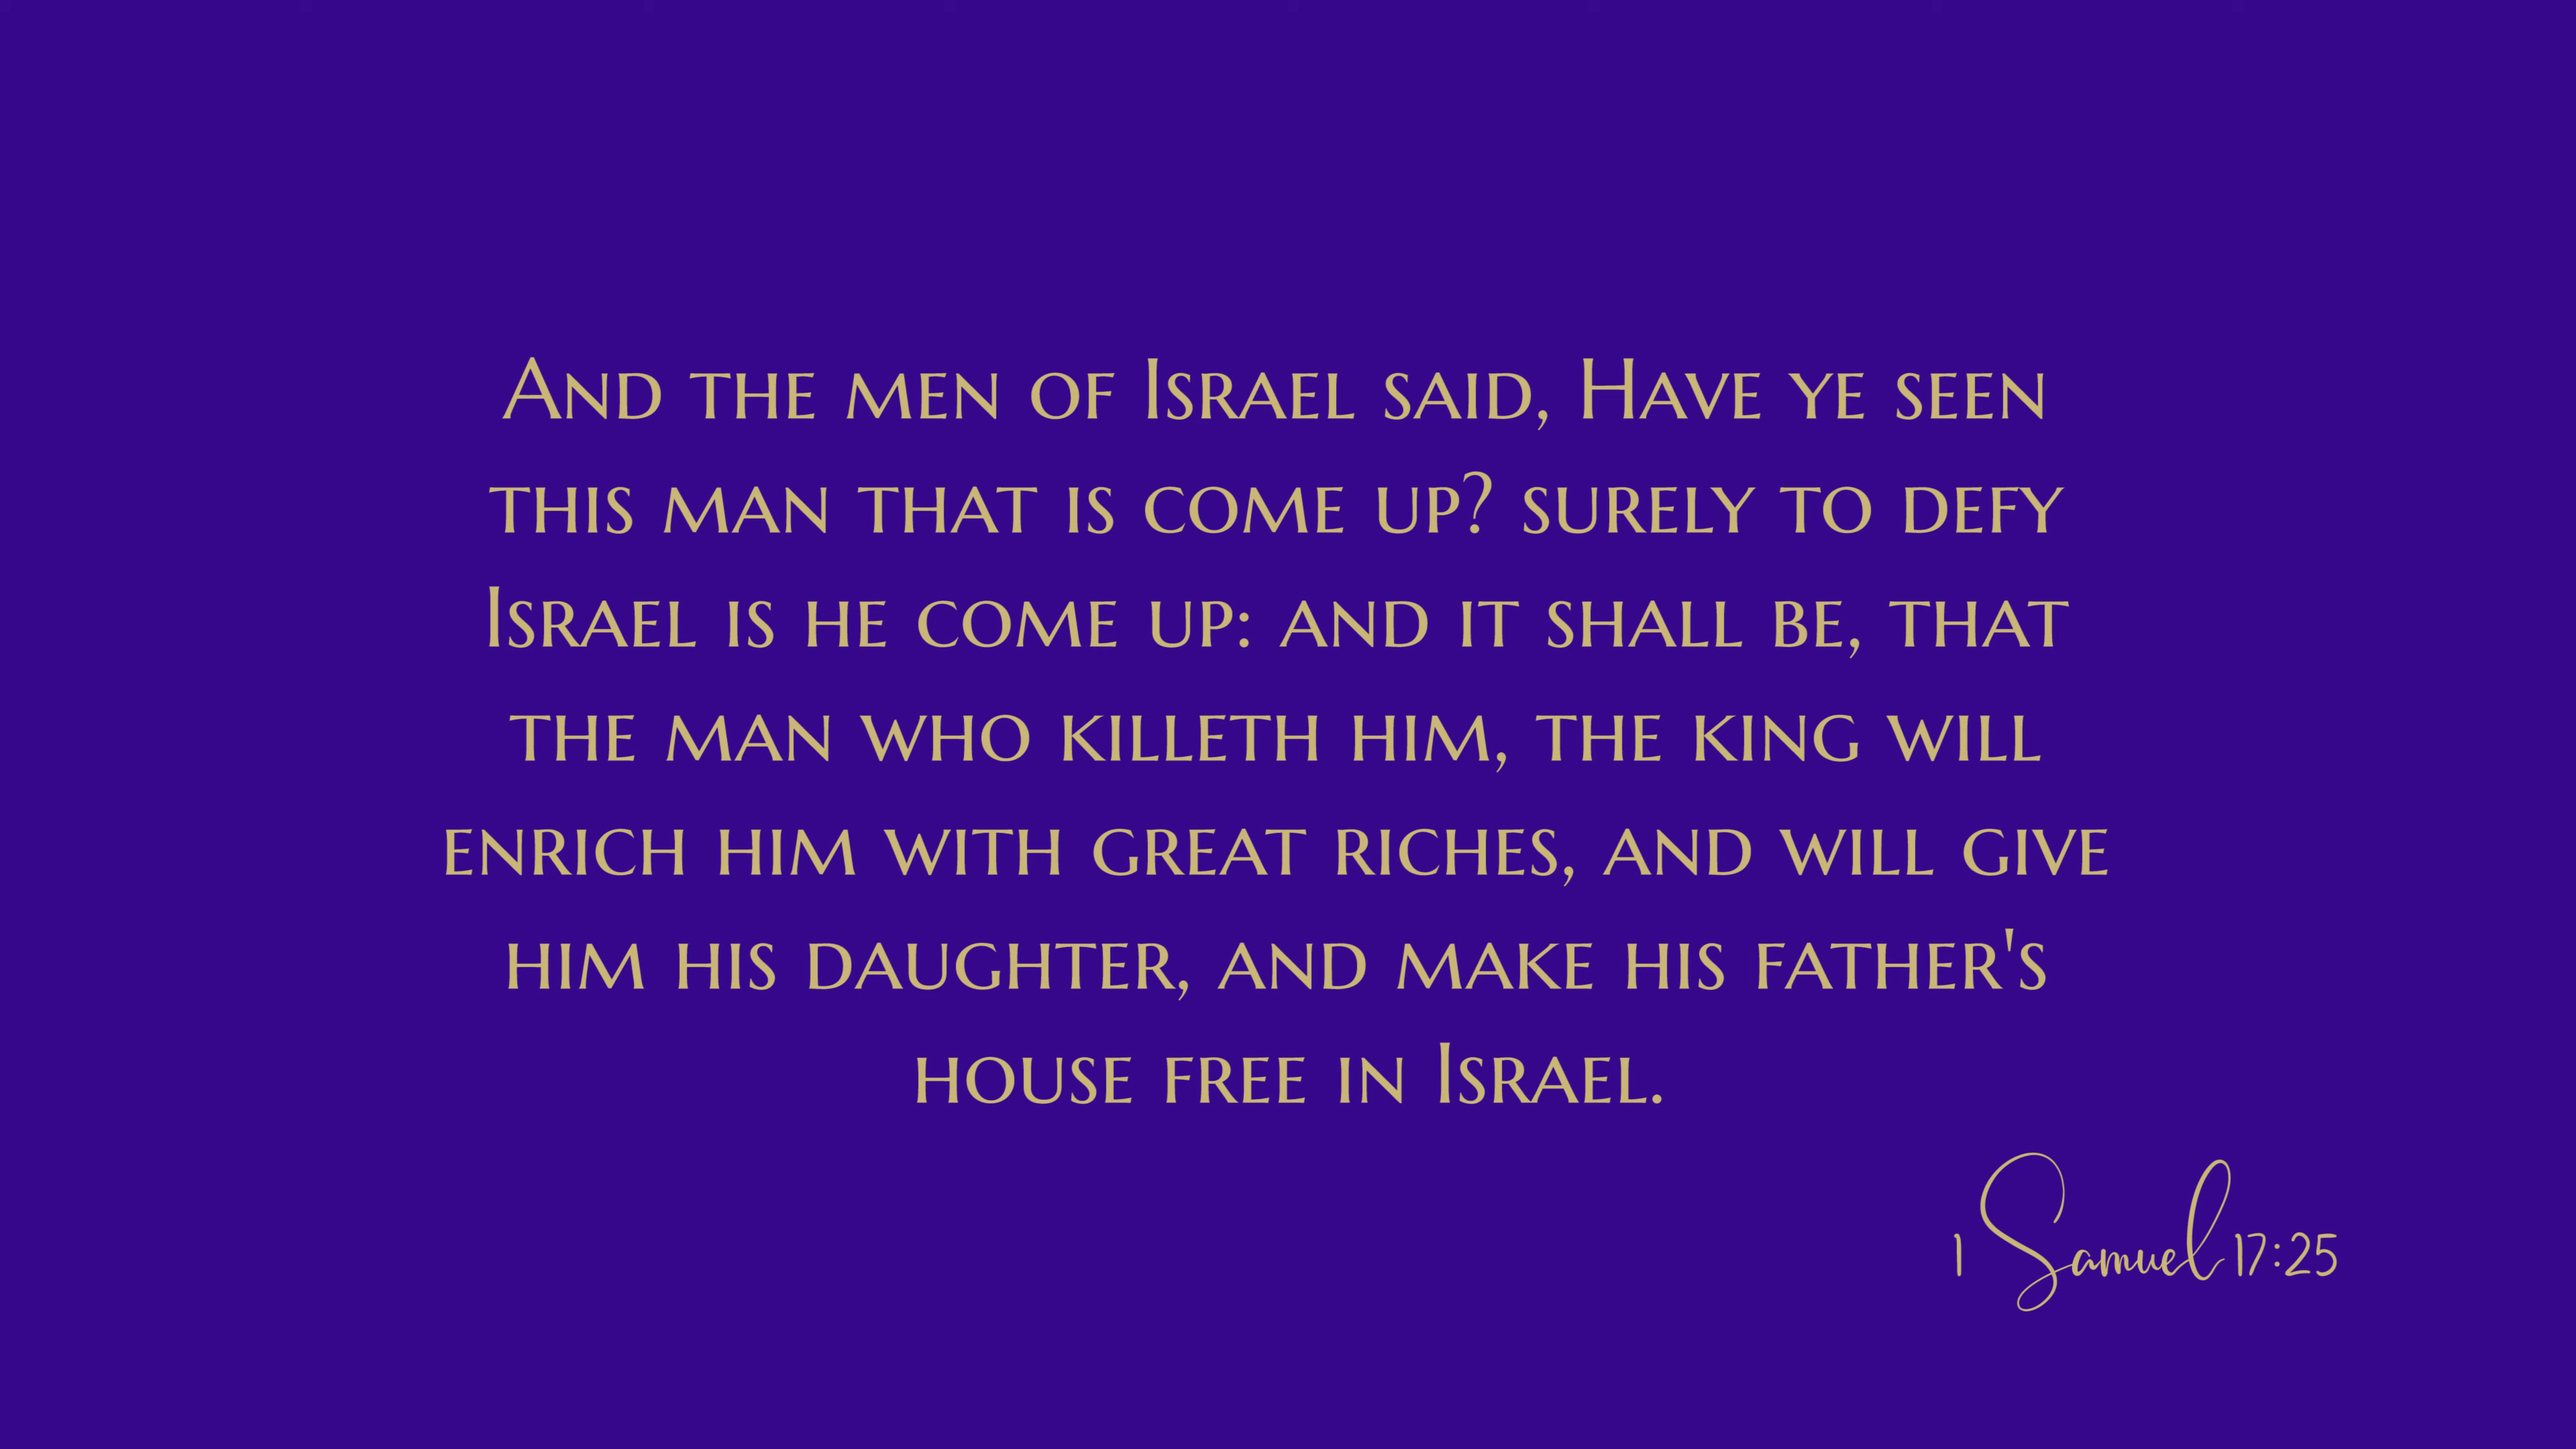 And the men of Israel said, Have ye seen
this man that is come up? surely to defy
Israel is he come up: and it shall be, that
the man who killeth him, the king will
enrich him with great riches, and will give
him his daughter, and make his father's
house free in Israel.
1 Samuel 17:25